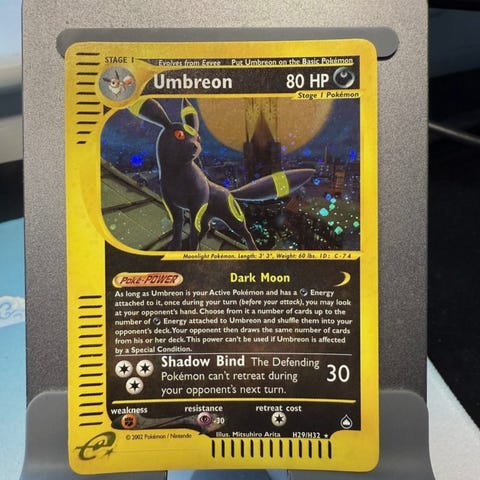 STAGE 1 Evolves from Eevee Put Umbreon on the Basic Pokémon
Umbreon 80 HP
Stage 1 Pokémon
Moonlight Pokémon. Length: 3' 3", Weight: 60 lbs. ID: C-74
Poké-POWER Dark Moon
As long as Umbreon is your Active Pokémon and has a Energy
attached to it, once during your turn (before your attack), you may look
at your opponent's hand. Choose from it a number of cards up to the
number of Energy attached to Umbreon and shuffle them into your
opponent's deck. Your opponent then draws the same number of cards
from his or her deck. This power can't be used if Umbreon is affected
by a Special Condition.
Shadow Bind The Defending
Pokémon can't retreat during
your opponent's next turn.
30
weakness resistance retreat cost
-30
© 2002 Pokémon / Nintendo Illus. Mitsuhiro Arita H29/H32
e